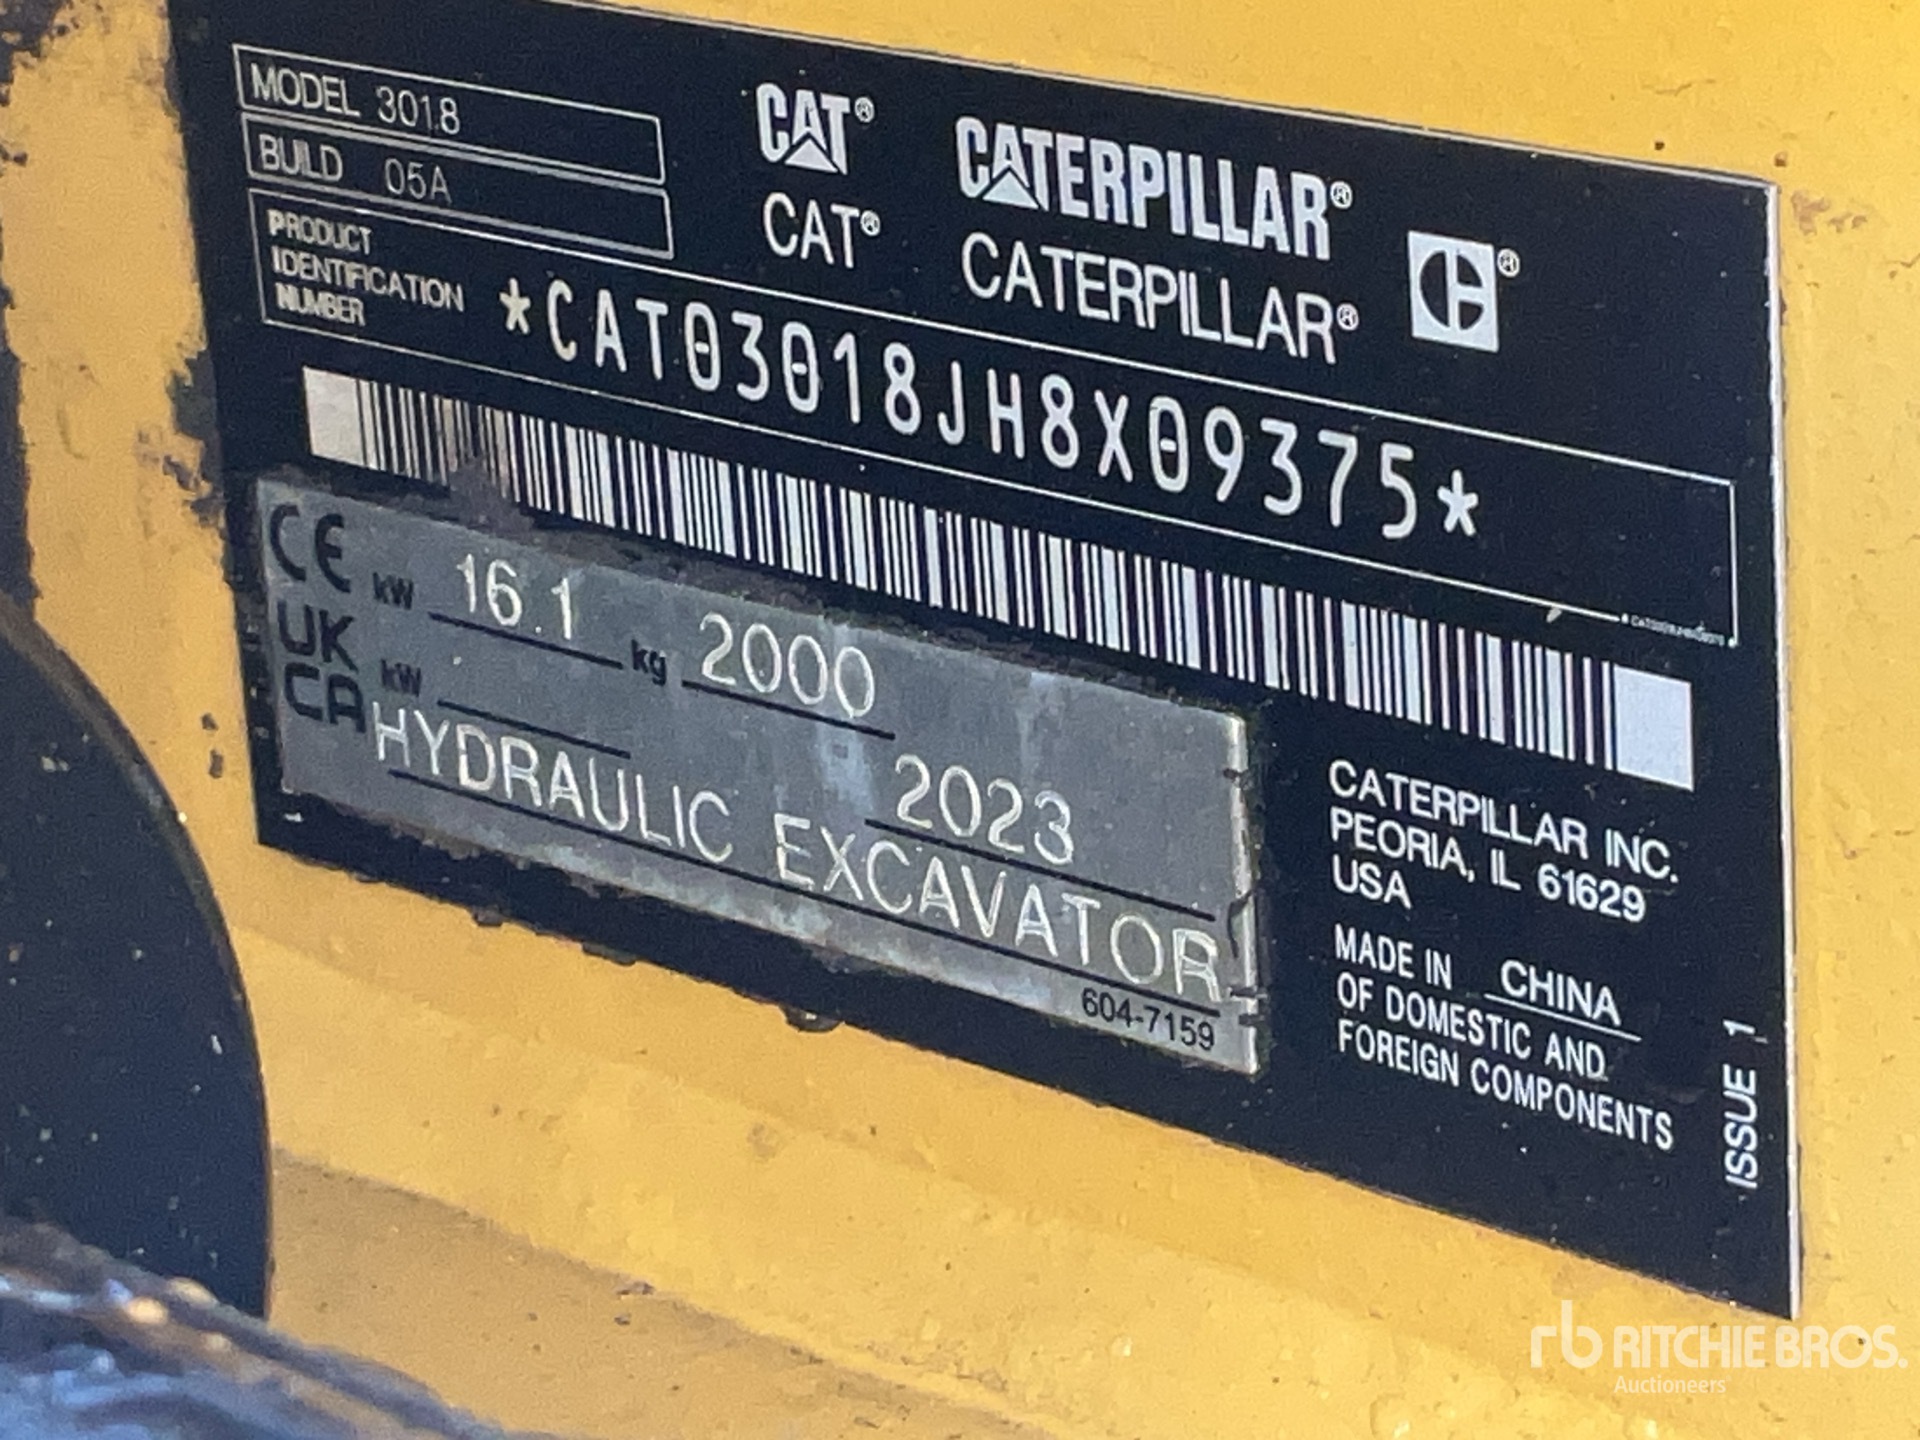 MODEL 301.8
BUILD 05A
PRODUCT
IDENTIFICATION
NUMBER
*CAT03018JH8X09375*
CAT® CATERPILLAR®
CAT® CATERPILLAR®
CE
UK
CA
kW 16.1 kg 2000
kW
2023
HYDRAULIC EXCAVATOR
604-7159
CATERPILLAR INC.
PEORIA, IL 61629
USA
MADE IN CHINA
OF DOMESTIC AND
FOREIGN COMPONENTS
ISSUE 1
rb RITCHIE BROS.
Auctioneers